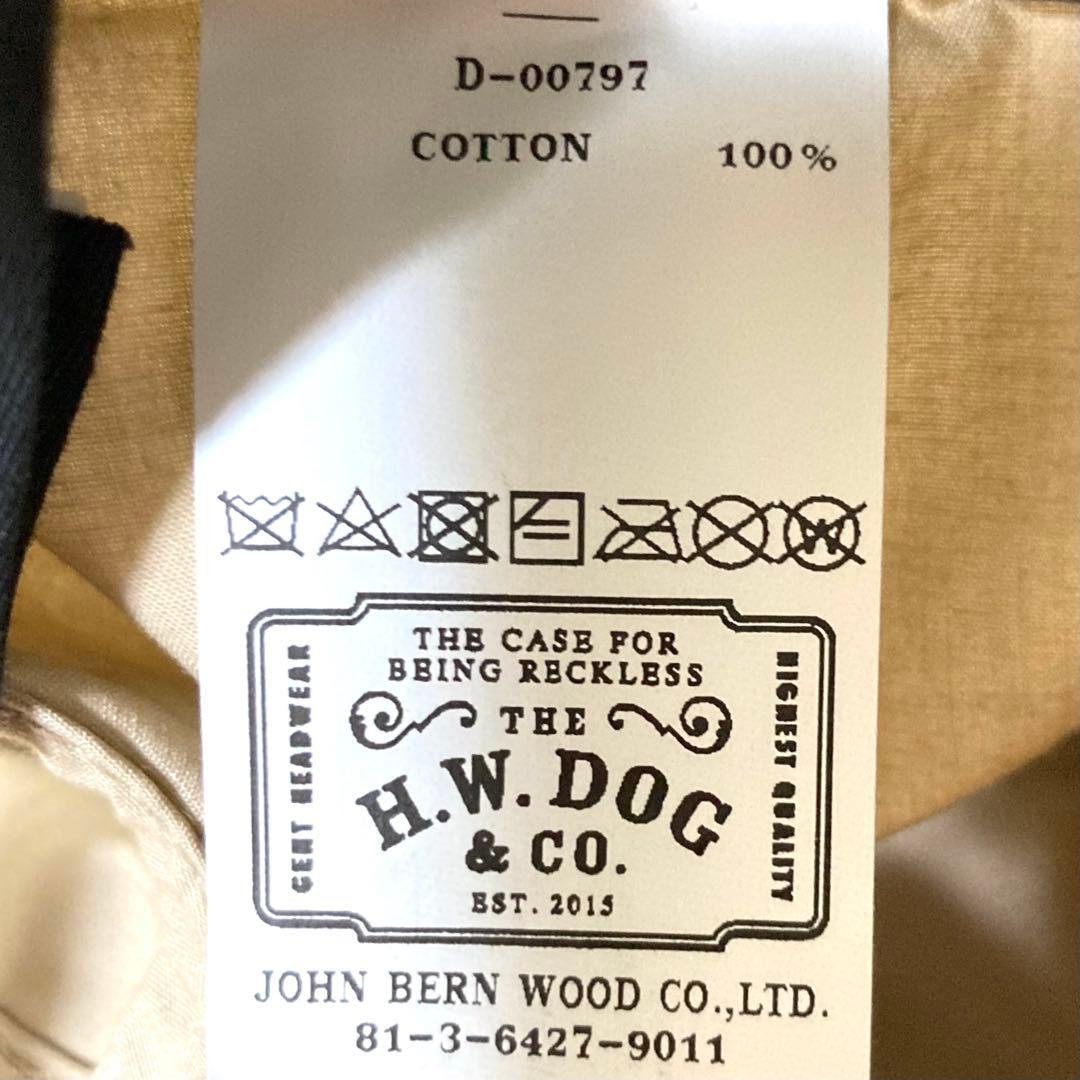 D-00797
COTTON 100%
THE CASE FOR
BEING RECKLESS
GENT HEADWEAR
HIGHEST QUALITY
THE
H.W.DOG
& CO.
EST. 2015
JOHN BERN WOOD CO.,LTD.
81-3-6427-9011